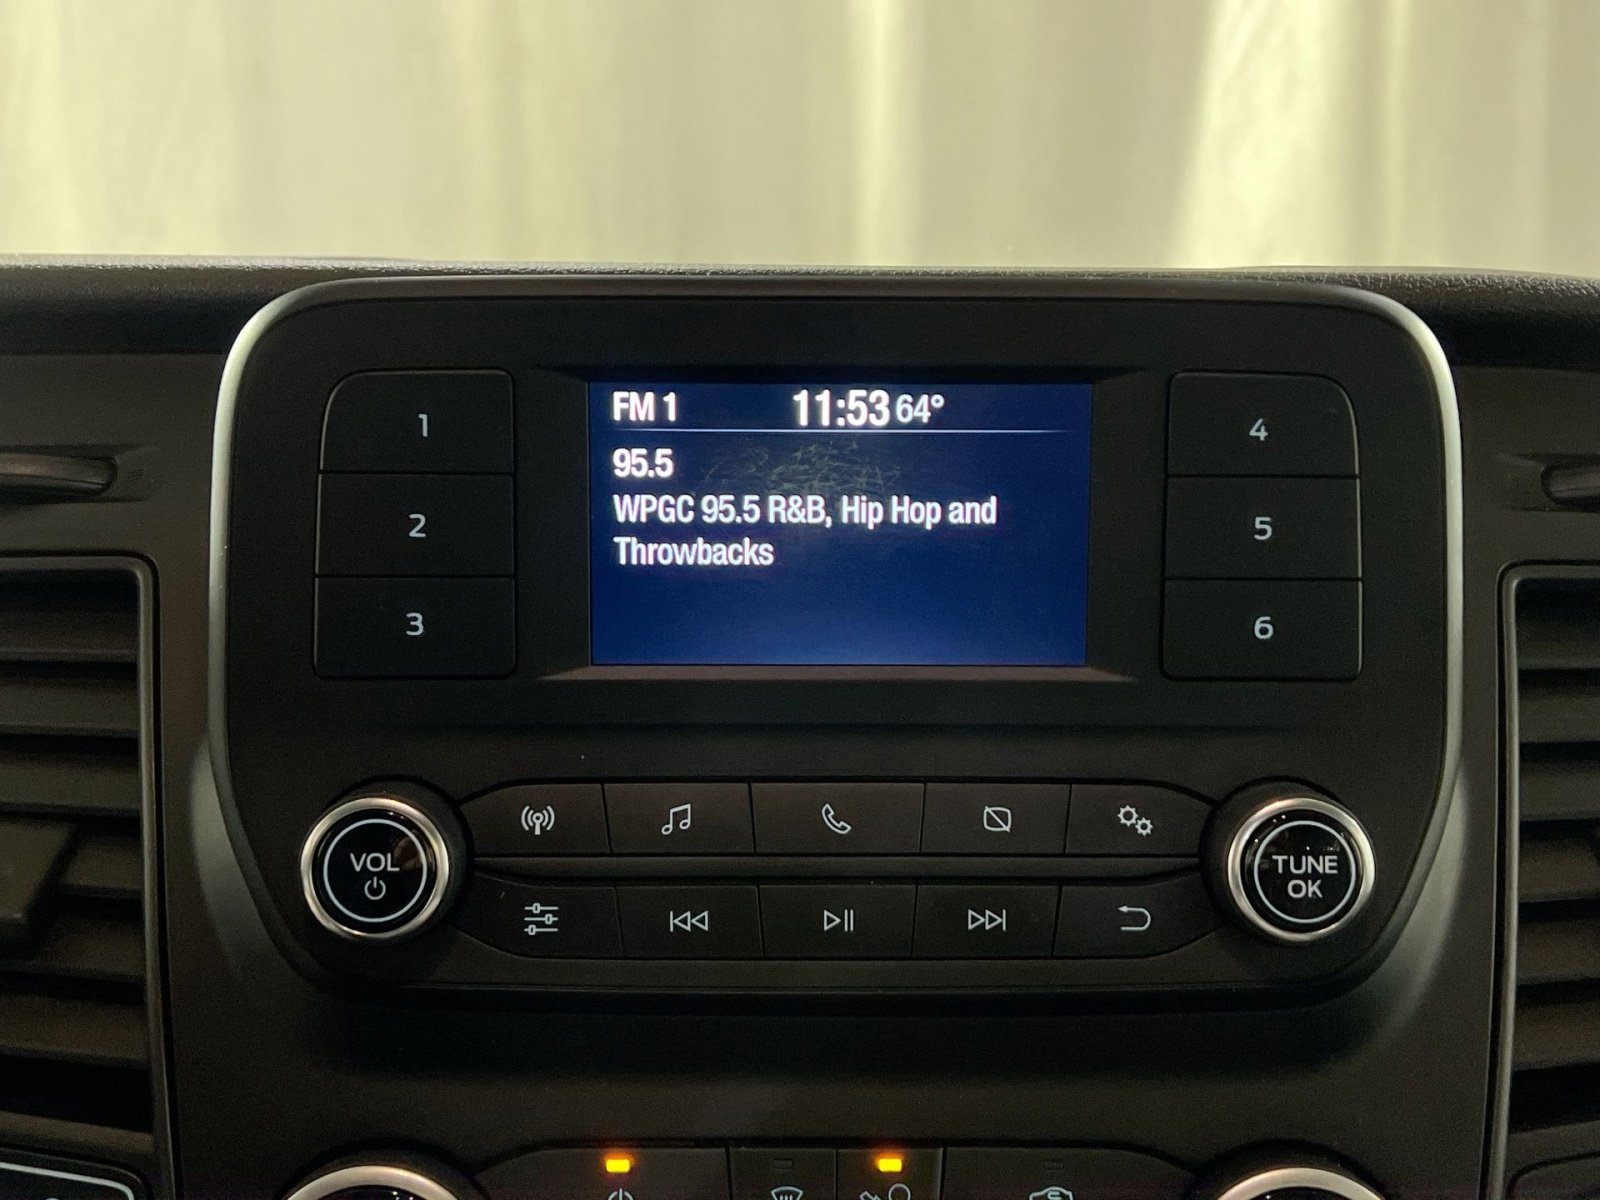 FM 1 11:53 64°
95.5
WPGC 95.5 R&B, Hip Hop and
Throwbacks
1
2
3
4
5
6
VOL
TUNE
OK